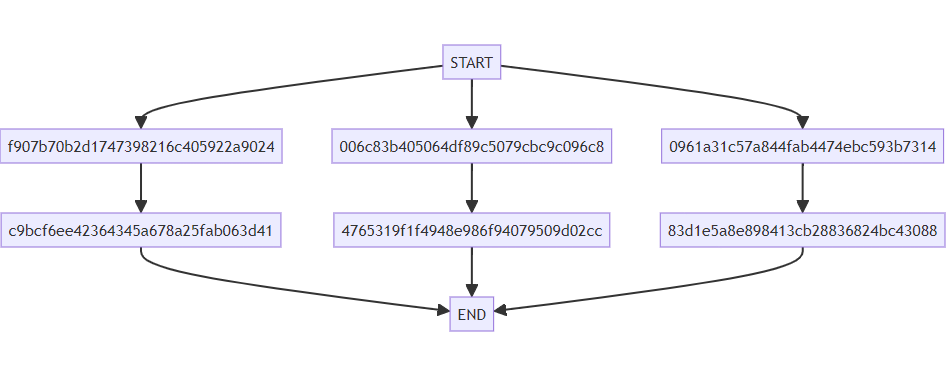 START
f907b70b2d1747398216c405922a9024
006c83b405064df89c5079cbc9c096c8
0961a31c57a844fab4474ebc593b7314
c9bcf6ee42364345a678a25fab063d41
4765319f1f4948e986f94079509d02cc
83d1e5a8e898413cb28836824bc43088
END